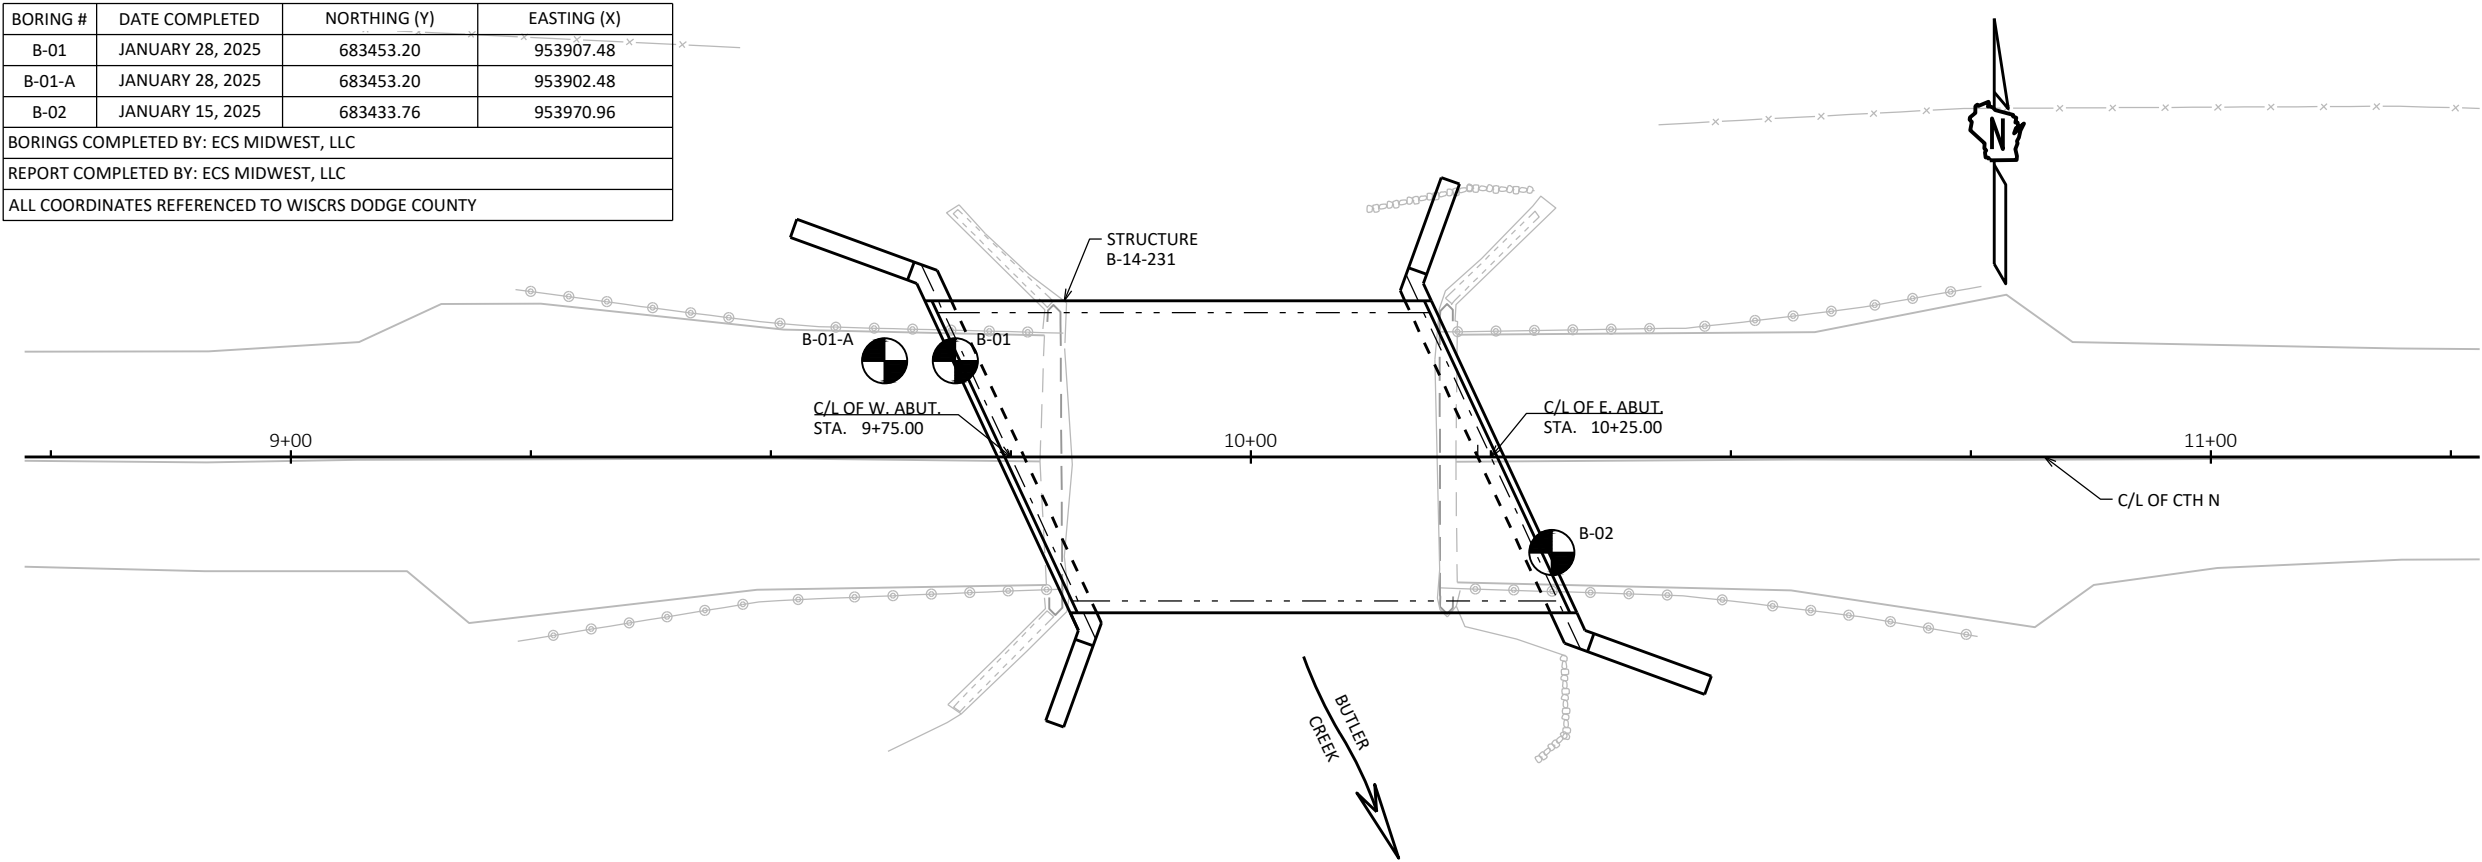 BORING # DATE COMPLETED NORTHING (Y) EASTING (X)
B-01 JANUARY 28, 2025 683453.20 953907.48
B-01-A JANUARY 28, 2025 683453.20 953902.48
B-02 JANUARY 15, 2025 683433.76 953970.96
BORINGS COMPLETED BY: ECS MIDWEST, LLC
REPORT COMPLETED BY: ECS MIDWEST, LLC
ALL COORDINATES REFERENCED TO WISCRS DODGE COUNTY
N
STRUCTURE
B-14-231
B-01-A
B-01
C/L OF W. ABUT.
STA. 9+75.00
C/L OF E. ABUT.
STA. 10+25.00
9+00
10+00
11+00
C/L OF CTH N
B-02
BUTLER
CREEK